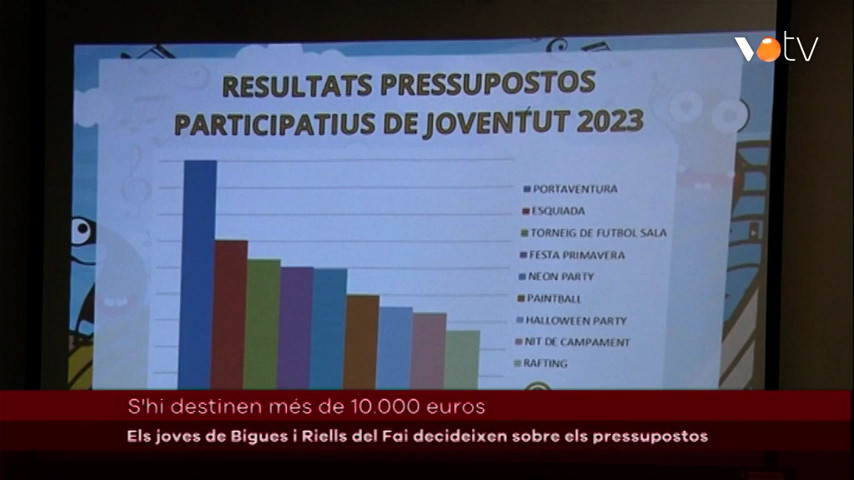 votv
RESULTATS PRESSUPOSTOS
PARTICIPATIUS DE JOVENTUT 2023
PORTAVENTURA
ESQUIADA
TORNEIG DE FUTBOL SALA
FESTA PRIMAVERA
NEON PARTY
PAINTBALL
HALLOWEEN PARTY
NIT DE CAMPAMENT
RAFTING
S'hi destinen més de 10.000 euros
Els joves de Bigues i Riells del Fai decideixen sobre els pressupostos